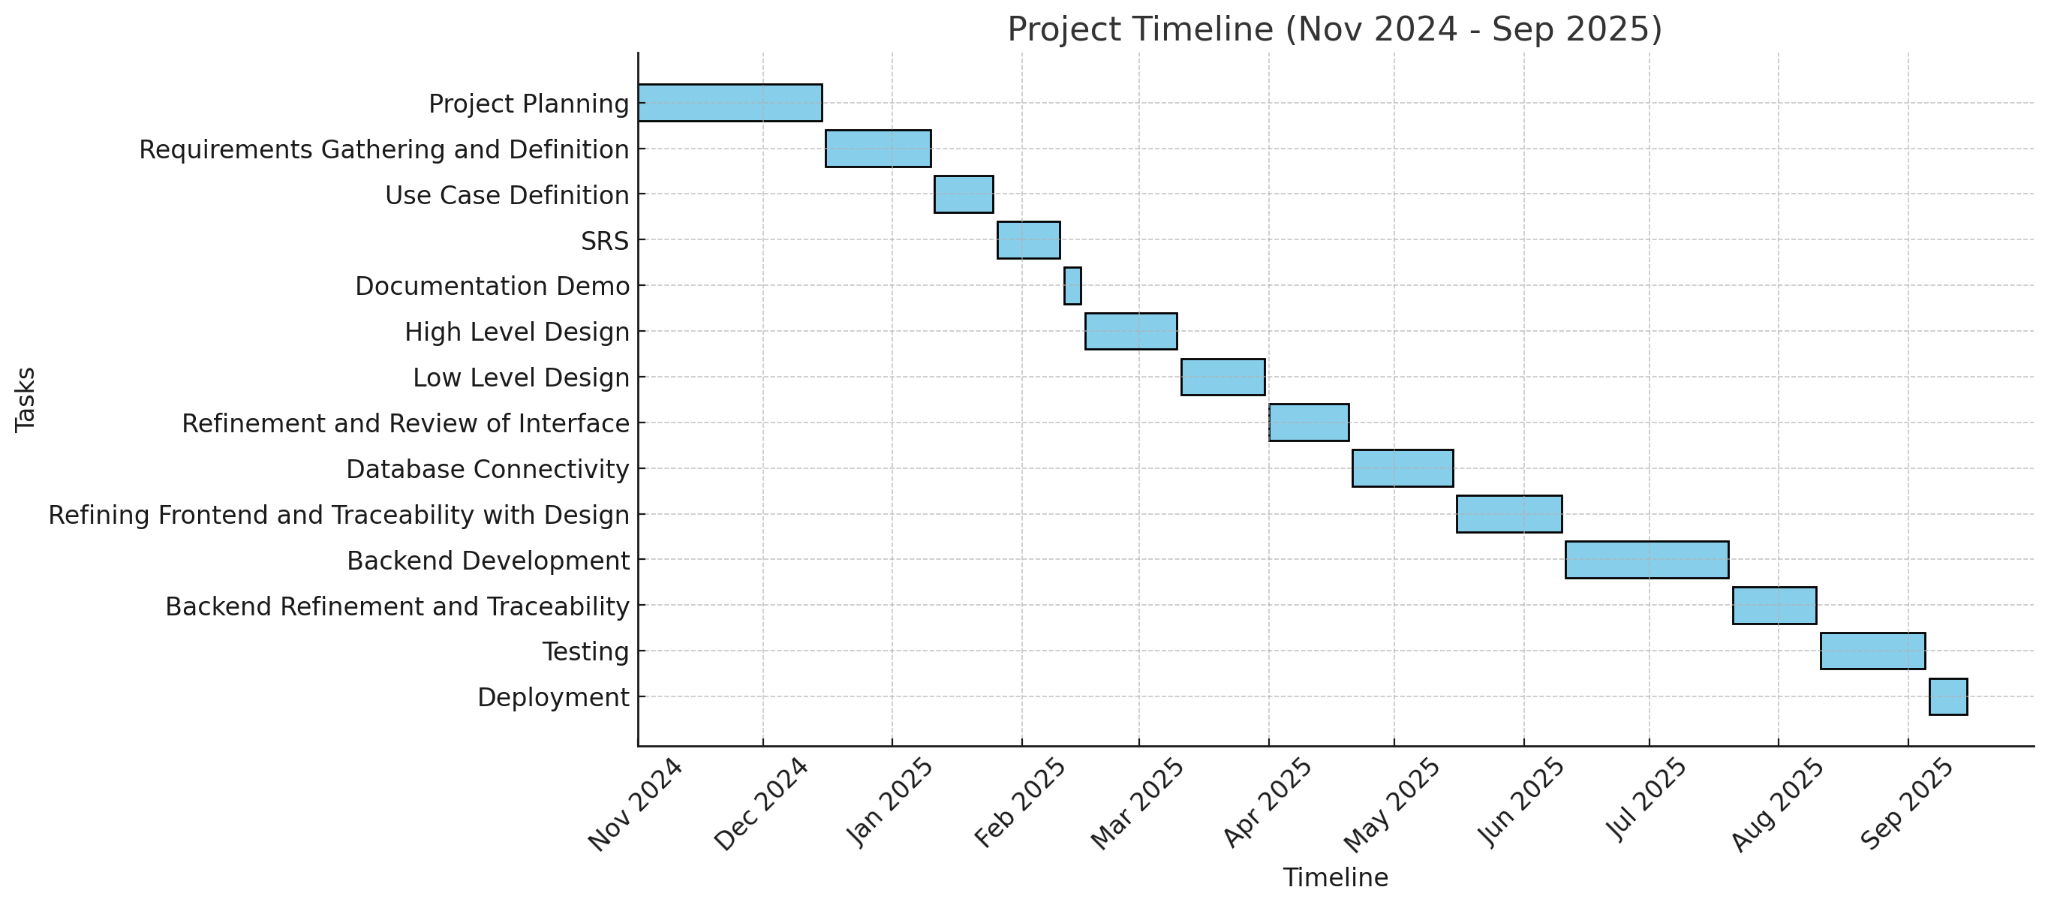 Project Timeline (Nov 2024 - Sep 2025)
Project Planning
Requirements Gathering and Definition
Use Case Definition
SRS
Documentation Demo
High Level Design
Low Level Design
Refinement and Review of Interface
Database Connectivity
Refining Frontend and Traceability with Design
Backend Development
Backend Refinement and Traceability
Testing
Deployment
Tasks
Nov 2024
Dec 2024
Jan 2025
Feb 2025
Mar 2025
Apr 2025
May 2025
Jun 2025
Jul 2025
Aug 2025
Sep 2025
Timeline